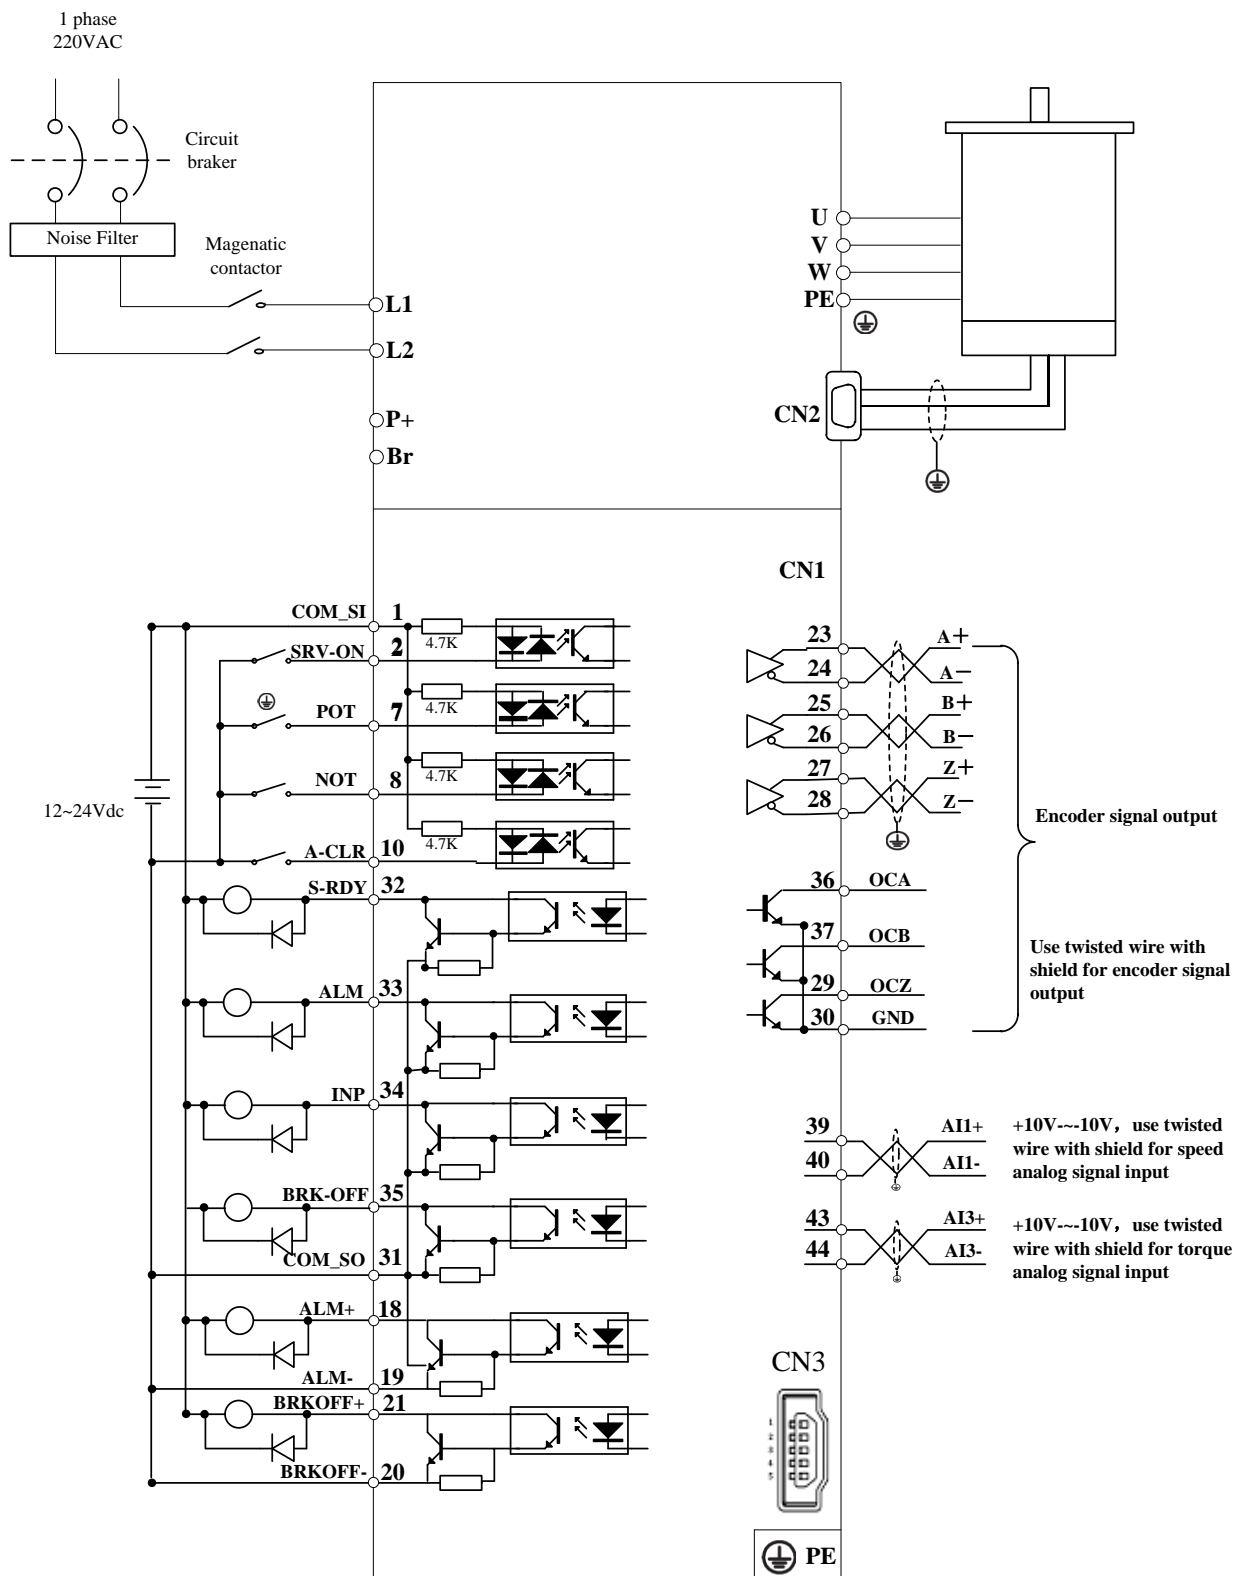 1 phase
220VAC
Circuit
braker
Noise Filter
Magenatic
contactor
L1
L2
P+
Br
U
V
W
PE
CN2
CN1
COM_SI 1
4.7K
SRV-ON 2
POT 7
4.7K
NOT 8
4.7K
12~24Vdc
A-CLR 10
4.7K
S-RDY 32
ALM 33
INP 34
BRK-OFF 35
COM_SO 31
ALM+ 18
ALM- 19
BRKOFF+ 21
BRKOFF- 20
23 A+
24 A-
25 B+
26 B-
27 Z+
28 Z-
Encoder signal output
36 OCA
37 OCB
29 OCZ
30 GND
Use twisted wire with
shield for encoder signal
output
39 AI1+
40 AI1-
+10V-~-10V，use twisted
wire with shield for speed
analog signal input
43 AI3+
44 AI3-
+10V-~-10V，use twisted
wire with shield for torque
analog signal input
CN3
1
2
3
4
5
PE